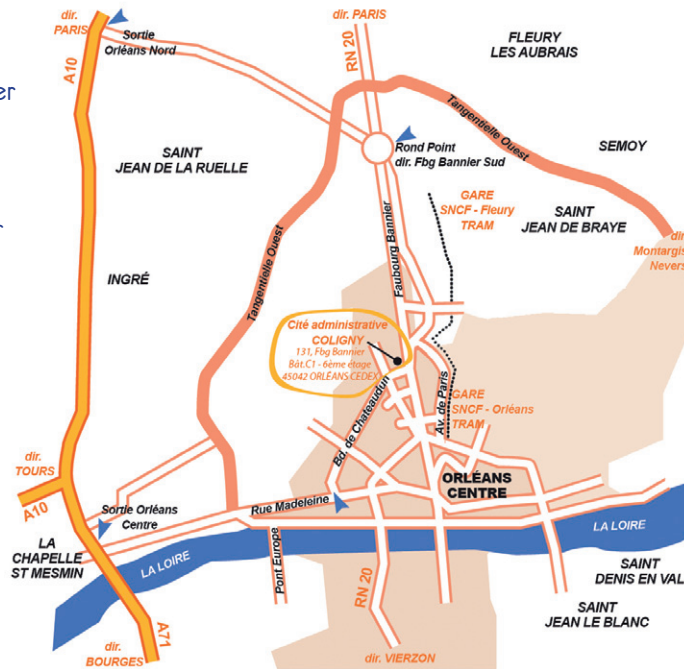 dir.
PARIS
Sortie
Orléans Nord
A10
dir. PARIS
RN 20
FLEURY
LES AUBRAIS
er
SAINT
JEAN DE LA RUELLE
Rond Point
dir. Fbg Bannier Sud
Tangentielle Ouest
SEMOY
GARE
SNCF - Fleury
TRAM
SAINT
JEAN DE BRAYE
dir.
Montargis
Nevers
INGRÉ
Tangentielle Ouest
Faubourg Bannier
Cité administrative
COLIGNY
131, Fbg Bannier
Bât.C1 - 6ème étage
45042 ORLÉANS CEDEX
Bd. de Chateaudun
Av. de Paris
GARE
SNCF - Orléans
TRAM
dir.
TOURS
A10
Sortie Orléans
Centre
Rue Madeleine
ORLÉANS
CENTRE
LA
CHAPELLE
ST MESMIN
LA LOIRE
Pont Europe
RN 20
LA LOIRE
SAINT
DENIS EN VAL
SAINT
JEAN LE BLANC
dir.
BOURGES
A71
dir. VIERZON